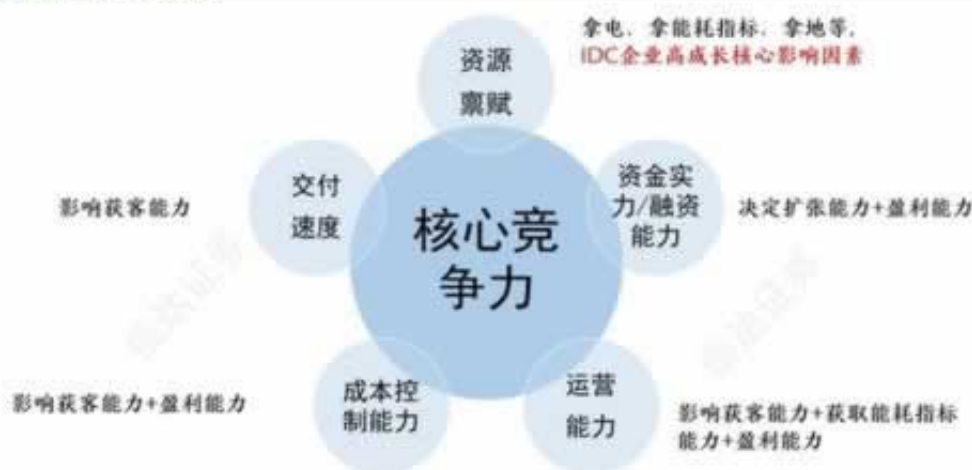 拿电、拿能耗指标、拿地等,
IDC企业高成长核心影响因素
资源
禀赋
交付
速度
影响获客能力
资金实
力/融资
能力
决定扩张能力+盈利能力
核心竞
争力
成本控
制能力
影响获客能力+盈利能力
运营
能力
影响获客能力+获取能耗指标
能力+盈利能力